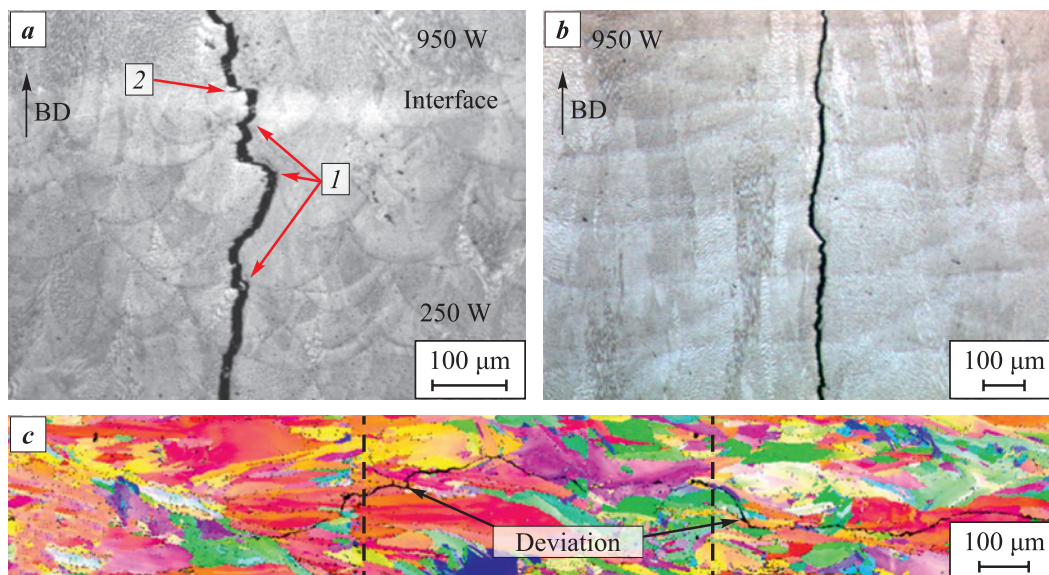 a
950 W
2
BD
Interface
1
250 W
100 μm
b
950 W
BD
100 μm
c
Deviation
100 μm